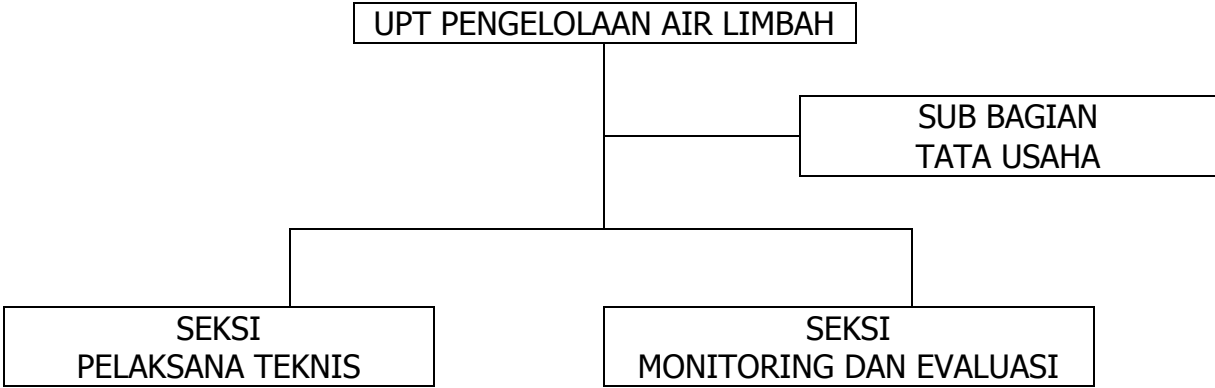 UPT PENGELOLAAN AIR LIMBAH
SUB BAGIAN
TATA USAHA
SEKSI
PELAKSANA TEKNIS
SEKSI
MONITORING DAN EVALUASI